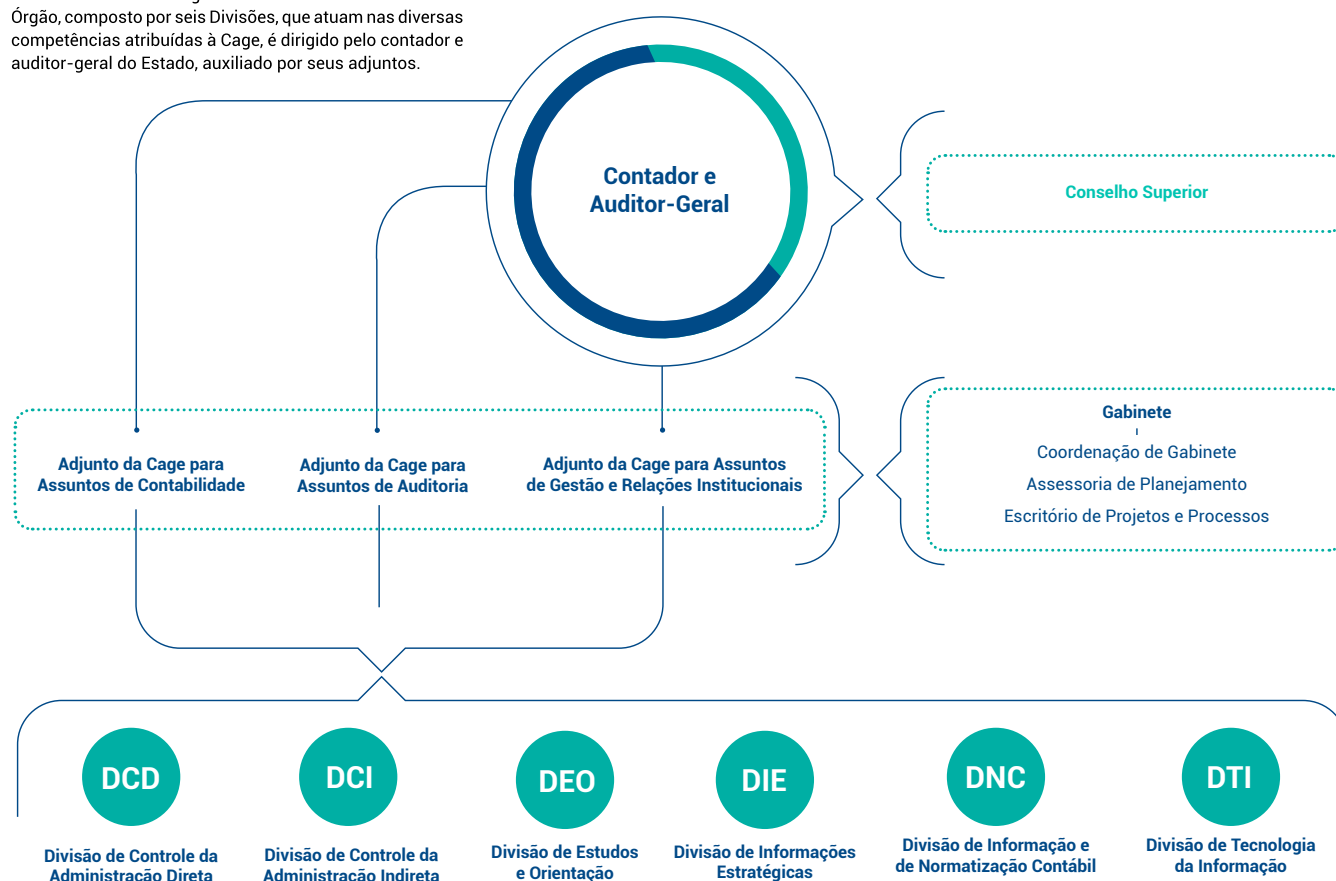 Órgão, composto por seis Divisões, que atuam nas diversas
competências atribuídas à Cage, é dirigido pelo contador e
auditor-geral do Estado, auxiliado por seus adjuntos.
Contador e
Auditor-Geral
Conselho Superior
Adjunto da Cage para
Assuntos de Contabilidade
Adjunto da Cage para
Assuntos de Auditoria
Adjunto da Cage para Assuntos
de Gestão e Relações Institucionais
Gabinete
Coordenação de Gabinete
Assessoria de Planejamento
Escritório de Projetos e Processos
DCD
Divisão de Controle da
Administração Direta
DCI
Divisão de Controle da
Administração Indireta
DEO
Divisão de Estudos
e Orientação
DIE
Divisão de Informações
Estratégicas
DNC
Divisão de Informação e
de Normatização Contábil
DTI
Divisão de Tecnologia
da Informação